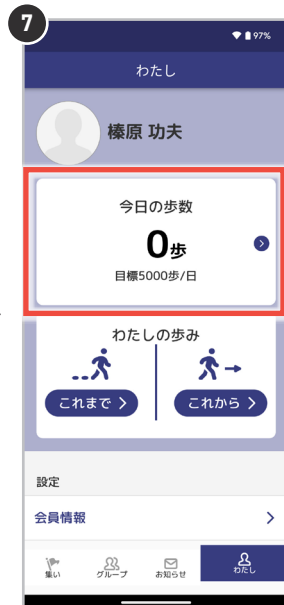 7
97%
わたし
榛原 功夫
今日の歩数
0歩
目標5000歩/日
わたしの歩み
これまで
これから
設定
会員情報
集い グループ お知らせ わたし